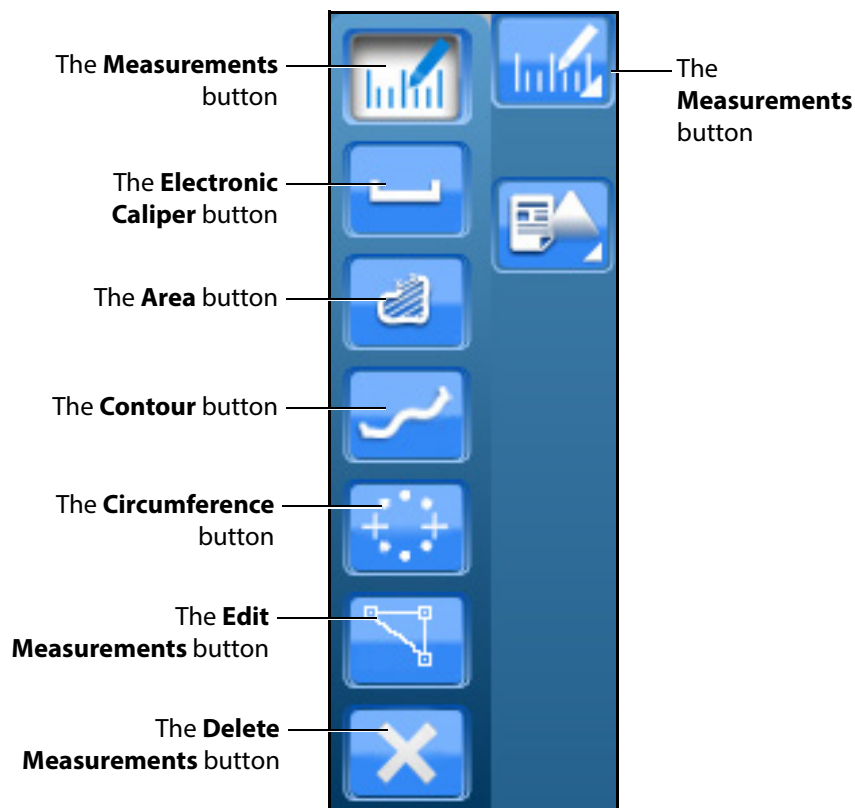 The Measurements
button
The
Measurements
button
The Electronic
Caliper button
The Area button
The Contour button
The Circumference
button
The Edit
Measurements button
The Delete
Measurements button